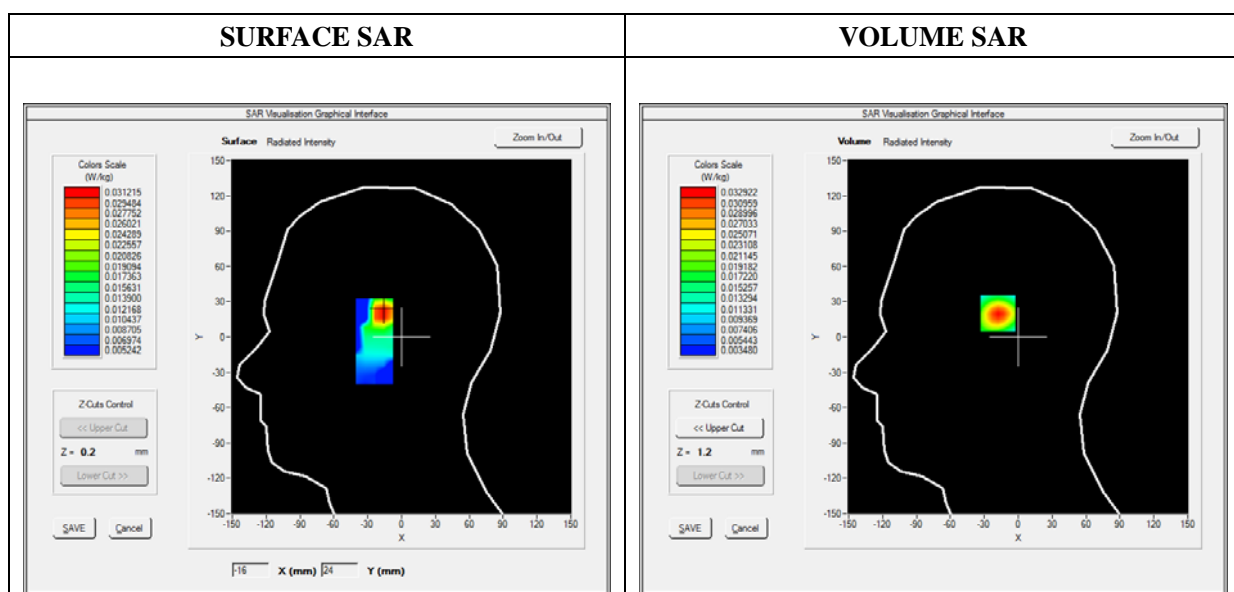 SURFACE SAR
VOLUME SAR
SAR Visualisation Graphical Interface
Surface Radiated Intensity
Zoom In/Out
Colors Scale
(W/kg)
0.031215
0.029484
0.027752
0.026021
0.024289
0.022557
0.020826
0.019094
0.017363
0.015631
0.013900
0.012168
0.010437
0.008705
0.006974
0.005242
Z-Cuts Control
<< Upper Cut
Z = 0.2 mm
Lower Cut >>
SAVE Cancel
150
120
90
60
30
0
-30
-60
-90
-120
-150
Y
-150 -120 -90 -60 -30 0 30 60 90 120 150
X
-16 X (mm) 24 Y (mm)
SAR Visualisation Graphical Interface
Volume Radiated Intensity
Zoom In/Out
Colors Scale
(W/kg)
0.032922
0.030959
0.028996
0.027033
0.025071
0.023108
0.021145
0.019182
0.017220
0.015257
0.013294
0.011331
0.009369
0.007406
0.005443
0.003480
Z-Cuts Control
<< Upper Cut
Z = 1.2 mm
Lower Cut >>
SAVE Cancel
150
120
90
60
30
0
-30
-60
-90
-120
-150
Y
-150 -120 -90 -60 -30 0 30 60 90 120 150
X